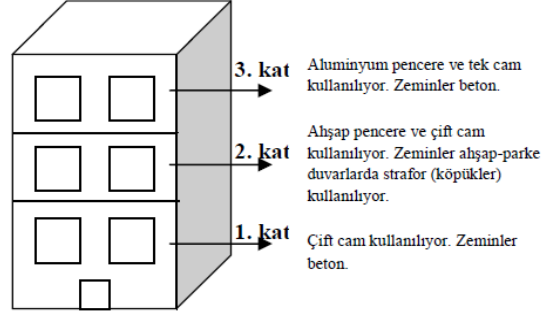 3. kat
Aluminyum pencere ve tek cam
kullanılıyor. Zeminler beton.
2. kat
Ahşap pencere ve çift cam
kullanılıyor. Zeminler ahşap-parke
duvarlarda strafor (köpükler)
kullanılıyor.
1. kat
Çift cam kullanılıyor. Zeminler
beton.